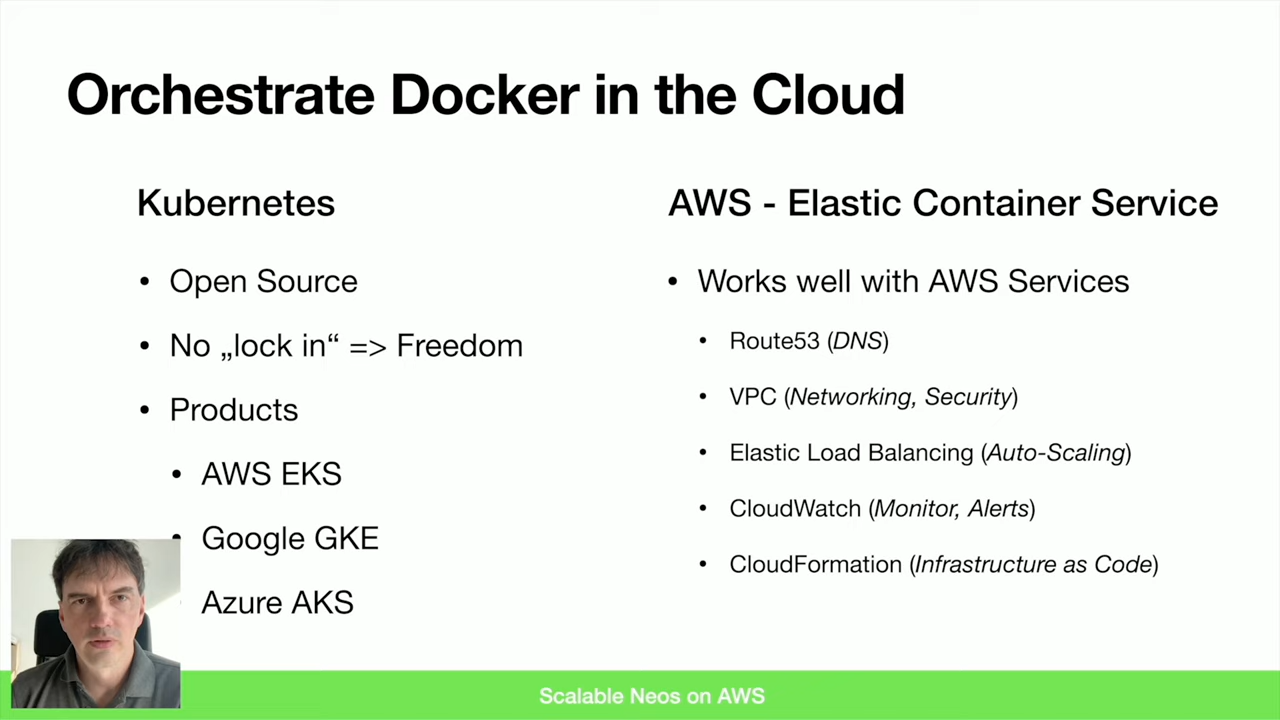 Orchestrate Docker in the Cloud
Kubernetes
• Open Source
• No „lock in“ => Freedom
• Products
• AWS EKS
• Google GKE
Azure AKS
AWS - Elastic Container Service
• Works well with AWS Services
• Route53 (DNS)
• VPC (Networking, Security)
• Elastic Load Balancing (Auto-Scaling)
• CloudWatch (Monitor, Alerts)
• CloudFormation (Infrastructure as Code)
Scalable Neos on AWS